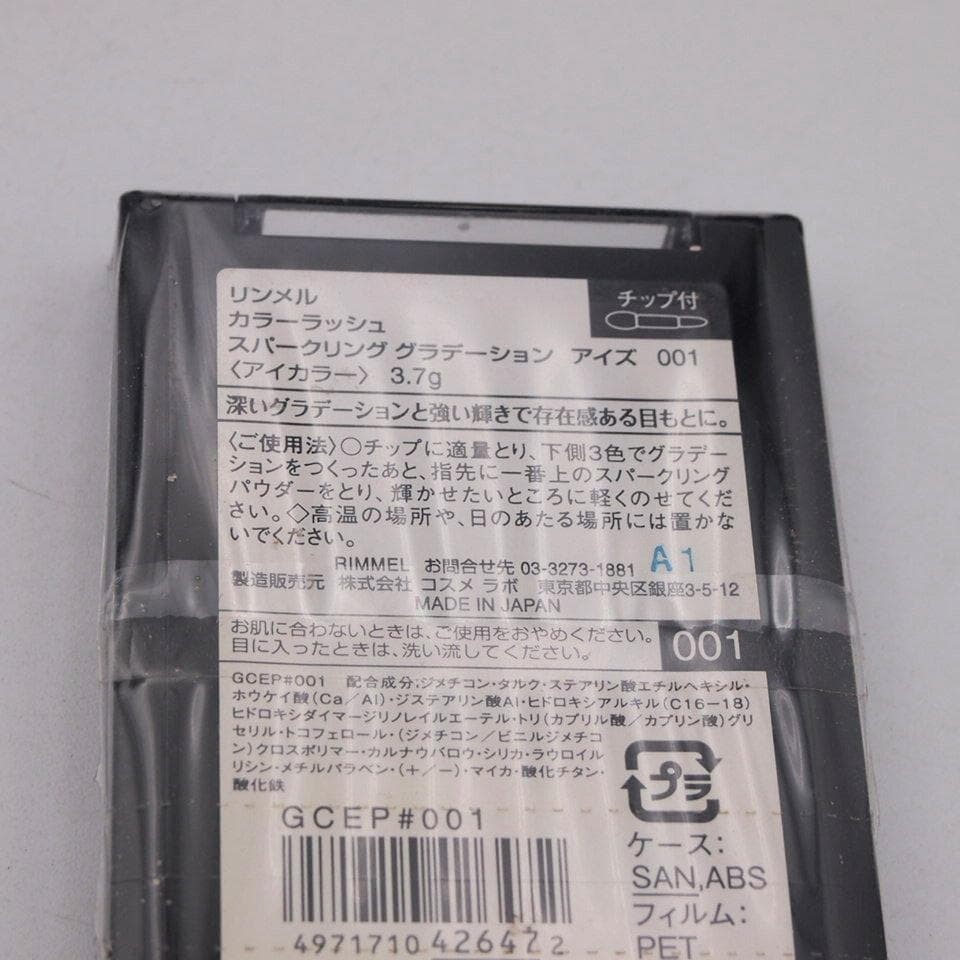 リンメル
チップ付
カラーラッシュ
スパークリング グラデーション アイズ 001
〈アイカラー〉 3.7g
深いグラデーションと強い輝きで存在感ある目もとに。
〈ご使用法〉○チップに適量とり、下側3色でグラデー
ションをつくったあと、指先に一番上のスパークリング
パウダーをとり、輝かせたいところに軽くのせてくだ
さい。◇高温の場所や、日のあたる場所には置かな
いでください。
RIMMEL お問合せ先 03-3273-1881 A1
製造販売元 株式会社 コスメ ラボ 東京都中央区銀座3-5-12
MADE IN JAPAN
お肌に合わないときは、ご使用をおやめください。
目に入ったときは、洗い流してください。
001
GCEP#001 配合成分:ジメチコン・タルク・ステアリン酸エチルヘキシル・
ホウケイ酸(Ca/Al)・ジステアリン酸Al・ヒドロキシアルキル(C16-18)
ヒドロキシダイマージリノレイルエーテル・トリ(カプリル酸/カプリン酸)グリ
セリル・トコフェロール・(ジメチコン/ビニルジメチコ
ン)クロスポリマー・カルナウバロウ・シリカ・ラウロイル
リシン・メチルパラベン・(+/-)・マイカ・酸化チタン・
酸化鉄
プラ
GCEP#001
ケース:
SAN,ABS
フィルム:
PET
4971710 426472